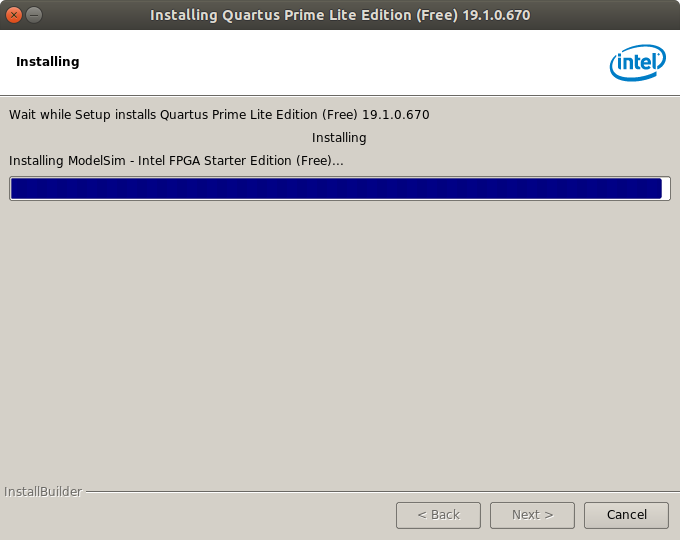 Installing Quartus Prime Lite Edition (Free) 19.1.0.670
Installing
intel
Wait while Setup installs Quartus Prime Lite Edition (Free) 19.1.0.670
Installing
Installing ModelSim - Intel FPGA Starter Edition (Free)...
InstallBuilder
< Back Next > Cancel